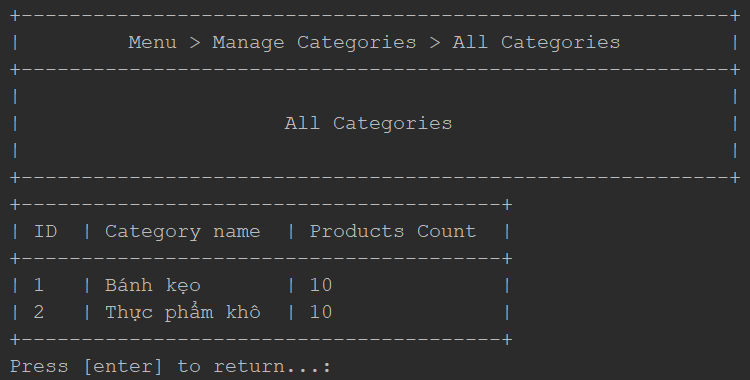 +-----------------------------------------------------------+
| Menu > Manage Categories > All Categories |
+-----------------------------------------------------------+
| |
| All Categories |
| |
+-----------------------------------------------------------+
+----------------------------------------+
| ID | Category name | Products Count |
+----------------------------------------+
| 1 | Bánh kẹo | 10 |
| 2 | Thực phẩm khô | 10 |
+----------------------------------------+
Press [enter] to return...: